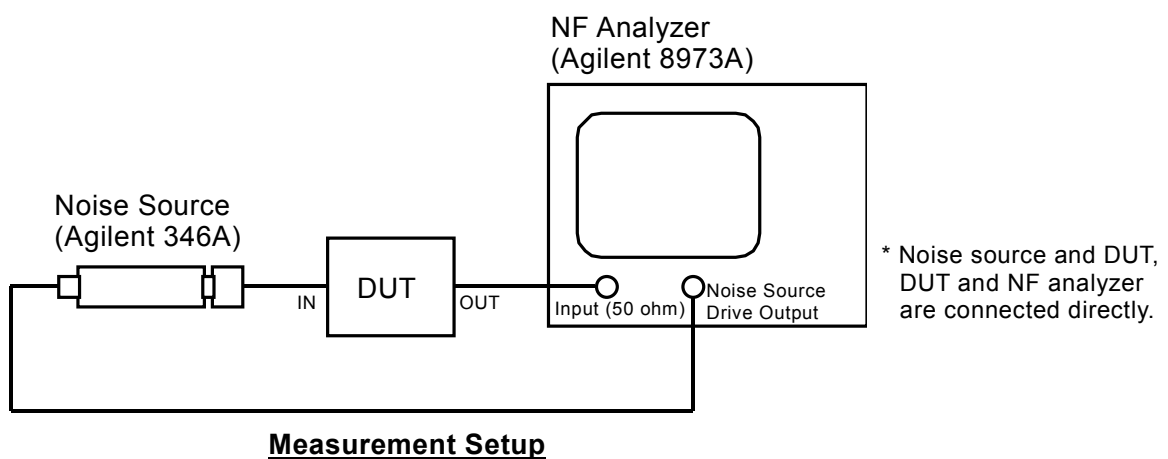 NF Analyzer
(Agilent 8973A)
Noise Source
(Agilent 346A)
IN
DUT
OUT
Input (50 ohm)
Noise Source
Drive Output
* Noise source and DUT,
DUT and NF analyzer
are connected directly.
Measurement Setup